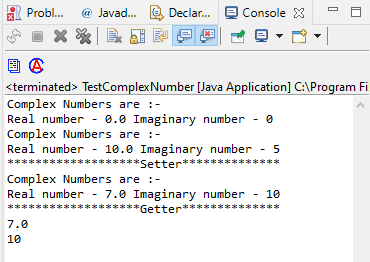 Probl... @ Javad... Declar... Console
<terminated> TestComplexNumber [Java Application] C:\Program Fi
Complex Numbers are :-
Real number - 0.0 Imaginary number - 0
Complex Numbers are :-
Real number - 10.0 Imaginary number - 5
*******************Setter**************
Complex Numbers are :-
Real number - 7.0 Imaginary number - 10
*******************Getter**************
7.0
10